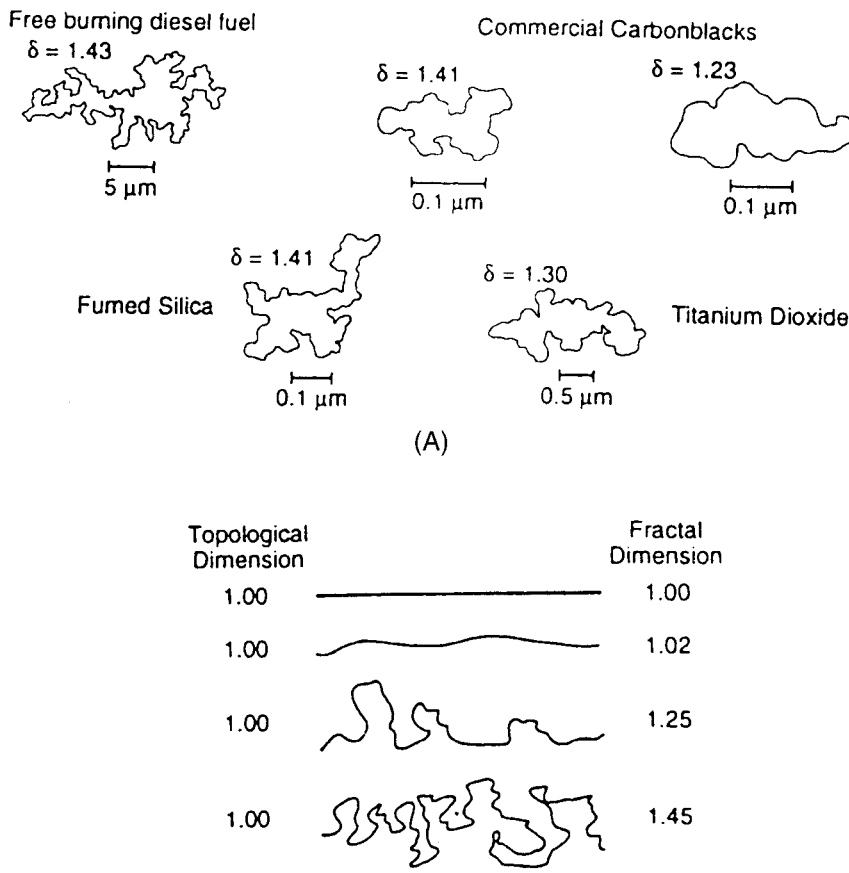 Free burning diesel fuel
δ = 1.43
5 μm
Commercial Carbonblacks
δ = 1.41
0.1 μm
δ = 1.23
0.1 μm
Fumed Silica
δ = 1.41
0.1 μm
δ = 1.30
0.5 μm
Titanium Dioxide
(A)
Topological
Dimension
Fractal
Dimension
1.00 1.00
1.00 1.02
1.00 1.25
1.00 1.45